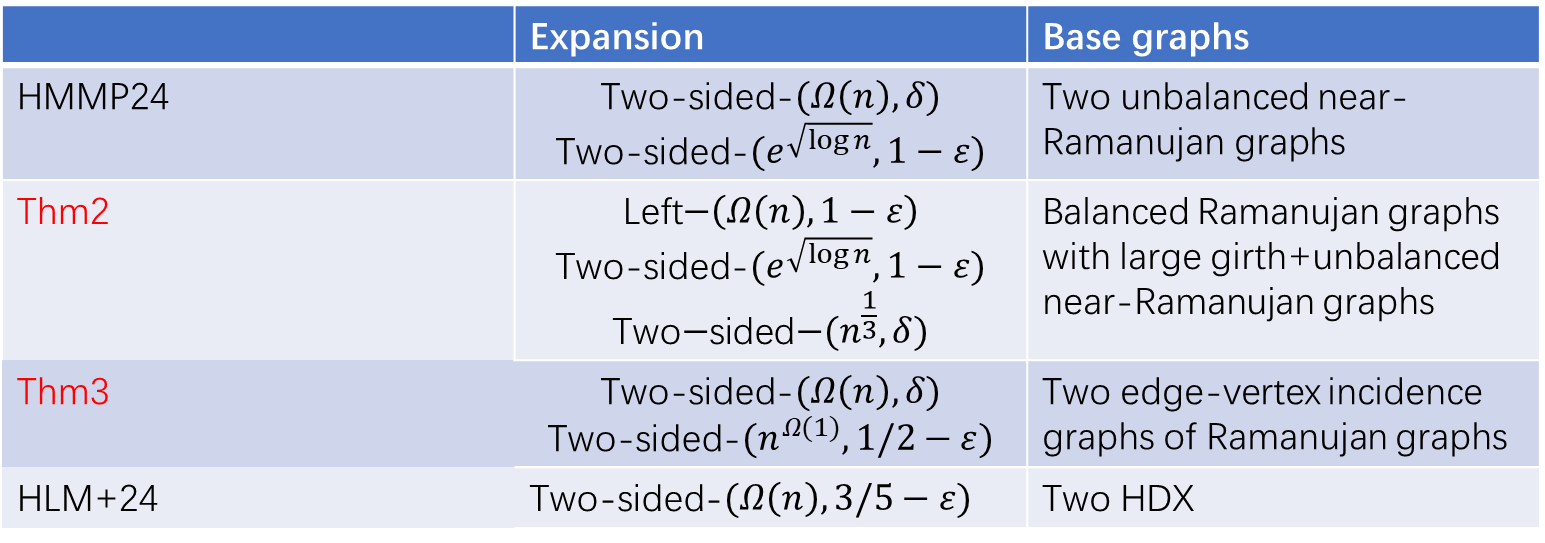 Expansion
Base graphs
HMMP24
Two-sided-(Ω(n), δ)
Two-sided-(e^{√log n}, 1 − ε)
Two unbalanced near-
Ramanujan graphs
Thm2
Left−(Ω(n), 1 − ε)
Two-sided-(e^{√log n}, 1 − ε)
Two−sided−(n^{1/3}, δ)
Balanced Ramanujan graphs
with large girth+unbalanced
near-Ramanujan graphs
Thm3
Two-sided-(Ω(n), δ)
Two-sided-(n^{Ω(1)}, 1/2 − ε)
Two edge-vertex incidence
graphs of Ramanujan graphs
HLM+24
Two-sided-(Ω(n), 3/5 − ε)
Two HDX